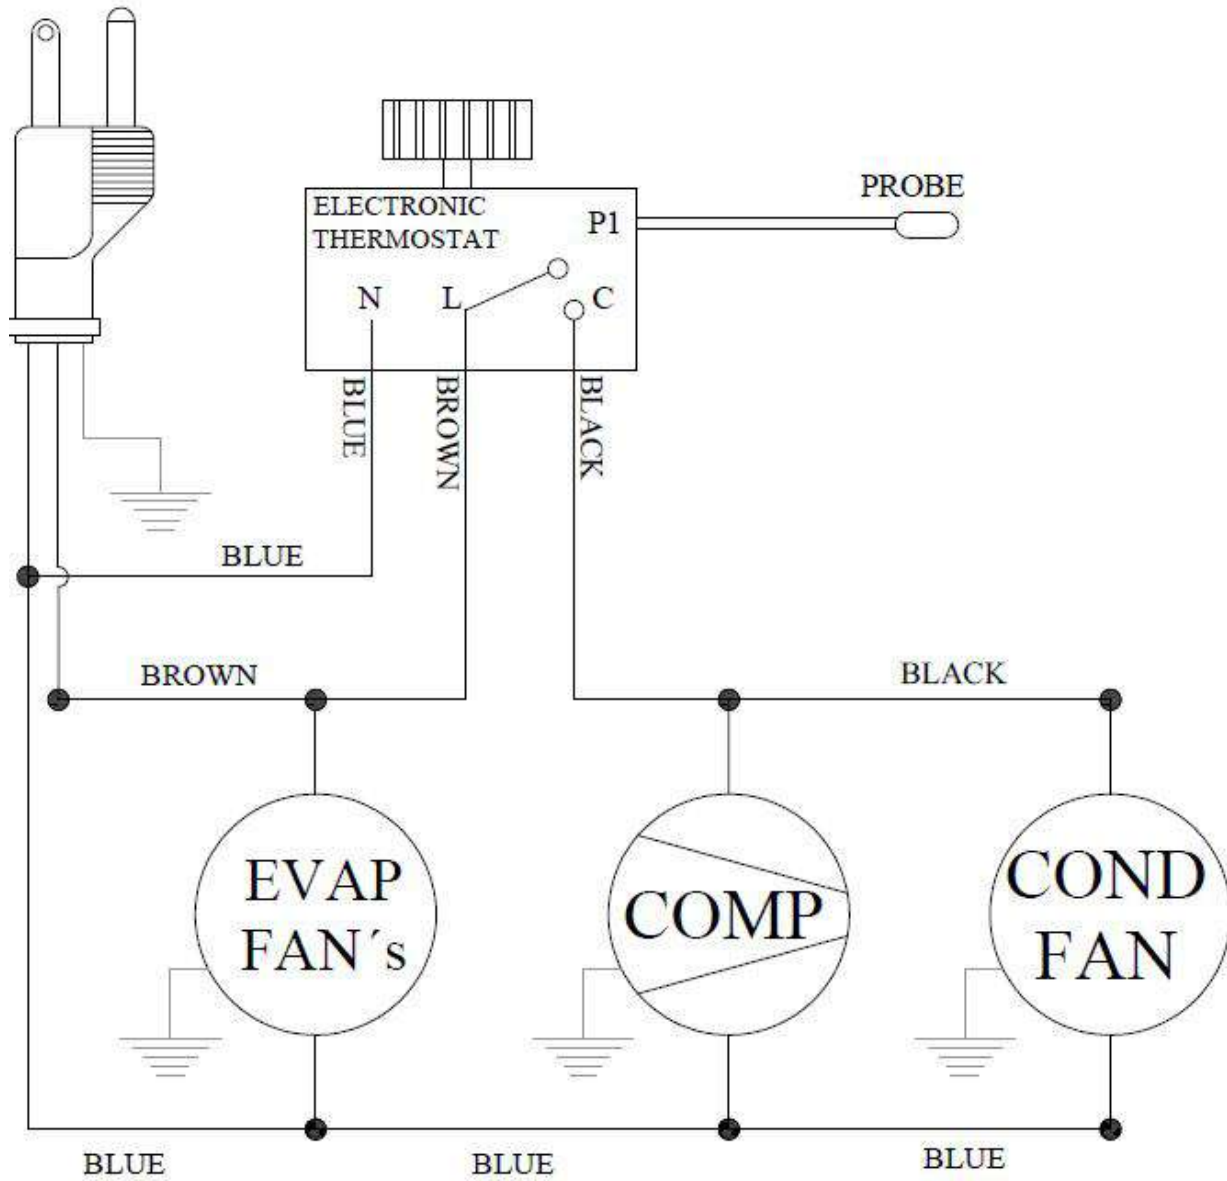 PROBE
ELECTRONIC
THERMOSTAT
P1
N
L
C
BLUE
BROWN
BLACK
BLUE
BROWN
BLACK
EVAP
FAN´s
COMP
COND
FAN
BLUE
BLUE
BLUE